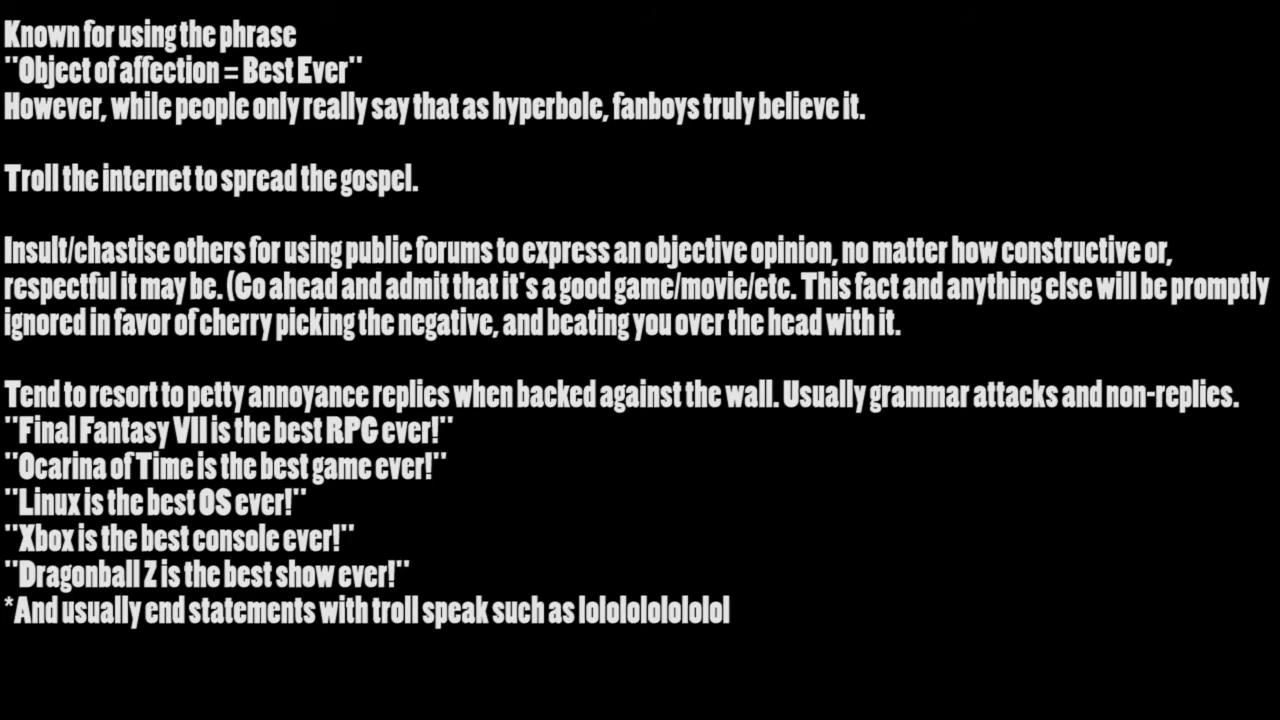 Known for using the phrase
"Object of affection = Best Ever"
However, while people only really say that as hyperbole, fanboys truly believe it.
Troll the internet to spread the gospel.
Insult/chastise others for using public forums to express an objective opinion, no matter how constructive or,
respectful it may be. (Go ahead and admit that it's a good game/movie/etc. This fact and anything else will be promptly
ignored in favor of cherry picking the negative, and beating you over the head with it.
Tend to resort to petty annoyance replies when backed against the wall. Usually grammar attacks and non-replies.
"Final Fantasy VII is the best RPG ever!"
"Ocarina of Time is the best game ever!"
"Linux is the best OS ever!"
"Xbox is the best console ever!"
"Dragonball Z is the best show ever!"
*And usually end statements with troll speak such as lolololololololol